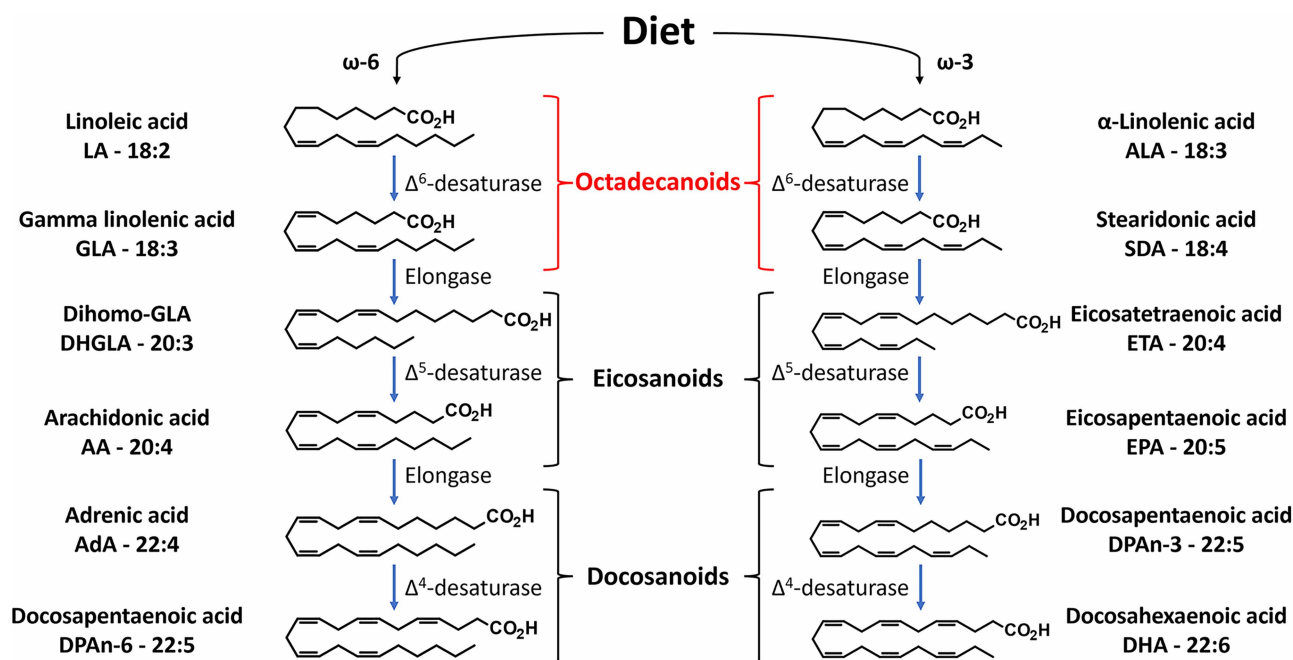 Diet
ω-6
ω-3
Linoleic acid
LA - 18:2
CO₂H
CO₂H
α-Linolenic acid
ALA - 18:3
Δ⁶-desaturase
Octadecanoids
Δ⁶-desaturase
Gamma linolenic acid
GLA - 18:3
CO₂H
CO₂H
Stearidonic acid
SDA - 18:4
Elongase
Elongase
Dihomo-GLA
DHGLA - 20:3
CO₂H
CO₂H
Eicosatetraenoic acid
ETA - 20:4
Δ⁵-desaturase
Eicosanoids
Δ⁵-desaturase
Arachidonic acid
AA - 20:4
CO₂H
CO₂H
Eicosapentaenoic acid
EPA - 20:5
Elongase
Elongase
Adrenic acid
AdA - 22:4
CO₂H
CO₂H
Docosapentaenoic acid
DPAn-3 - 22:5
Δ⁴-desaturase
Docosanoids
Δ⁴-desaturase
Docosapentaenoic acid
DPAn-6 - 22:5
CO₂H
CO₂H
Docosahexaenoic acid
DHA - 22:6